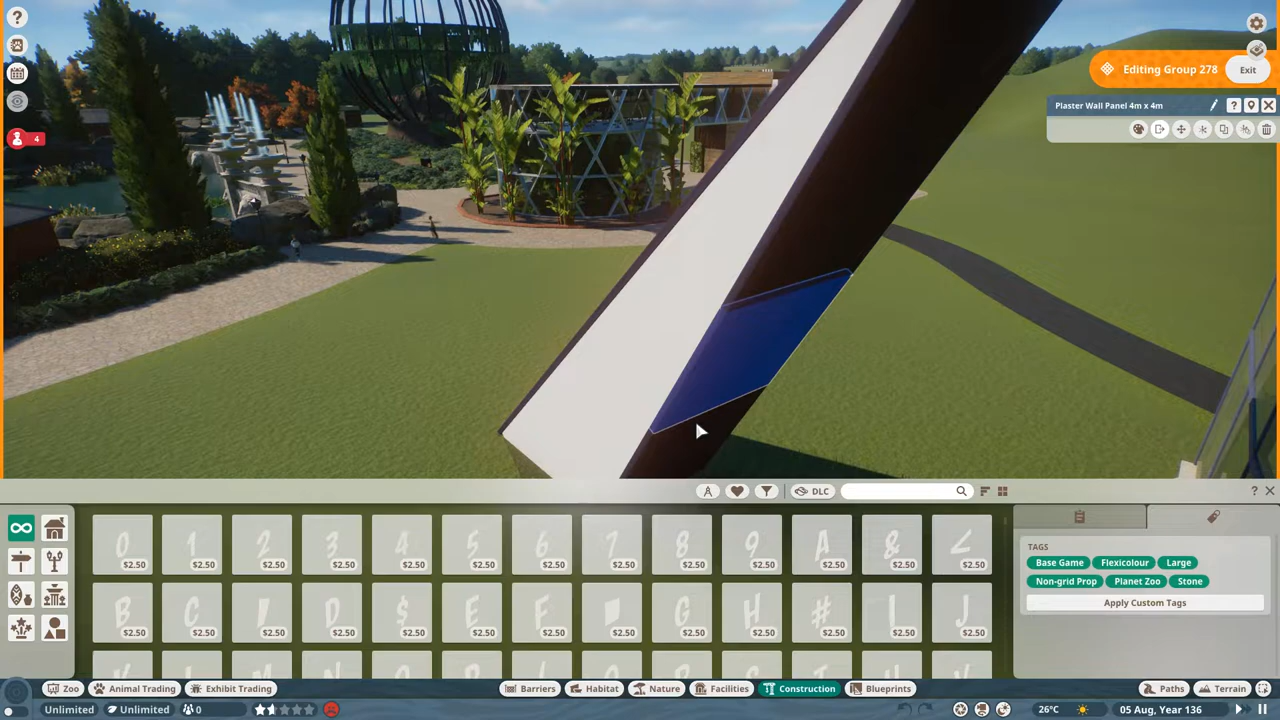 ?
Editing Group 278
Exit
Plaster Wall Panel 4m x 4m
?
4
DLC
?
0
$2.50
1
$2.50
2
$2.50
3
$2.50
4
$2.50
5
$2.50
6
$2.50
7
$2.50
8
$2.50
9
$2.50
A
$2.50
&
$2.50
$2.50
B
$2.50
C
$2.50
$2.50
D
$2.50
$
$2.50
E
$2.50
F
$2.50
$2.50
G
$2.50
H
$2.50
#
$2.50
I
$2.50
J
$2.50
TAGS
Base Game
Flexicolour
Large
Non-grid Prop
Planet Zoo
Stone
Apply Custom Tags
Zoo
Animal Trading
Exhibit Trading
Barriers
Habitat
Nature
Facilities
Construction
Blueprints
Paths
Terrain
Unlimited
Unlimited
0
26°C
05 Aug, Year 136